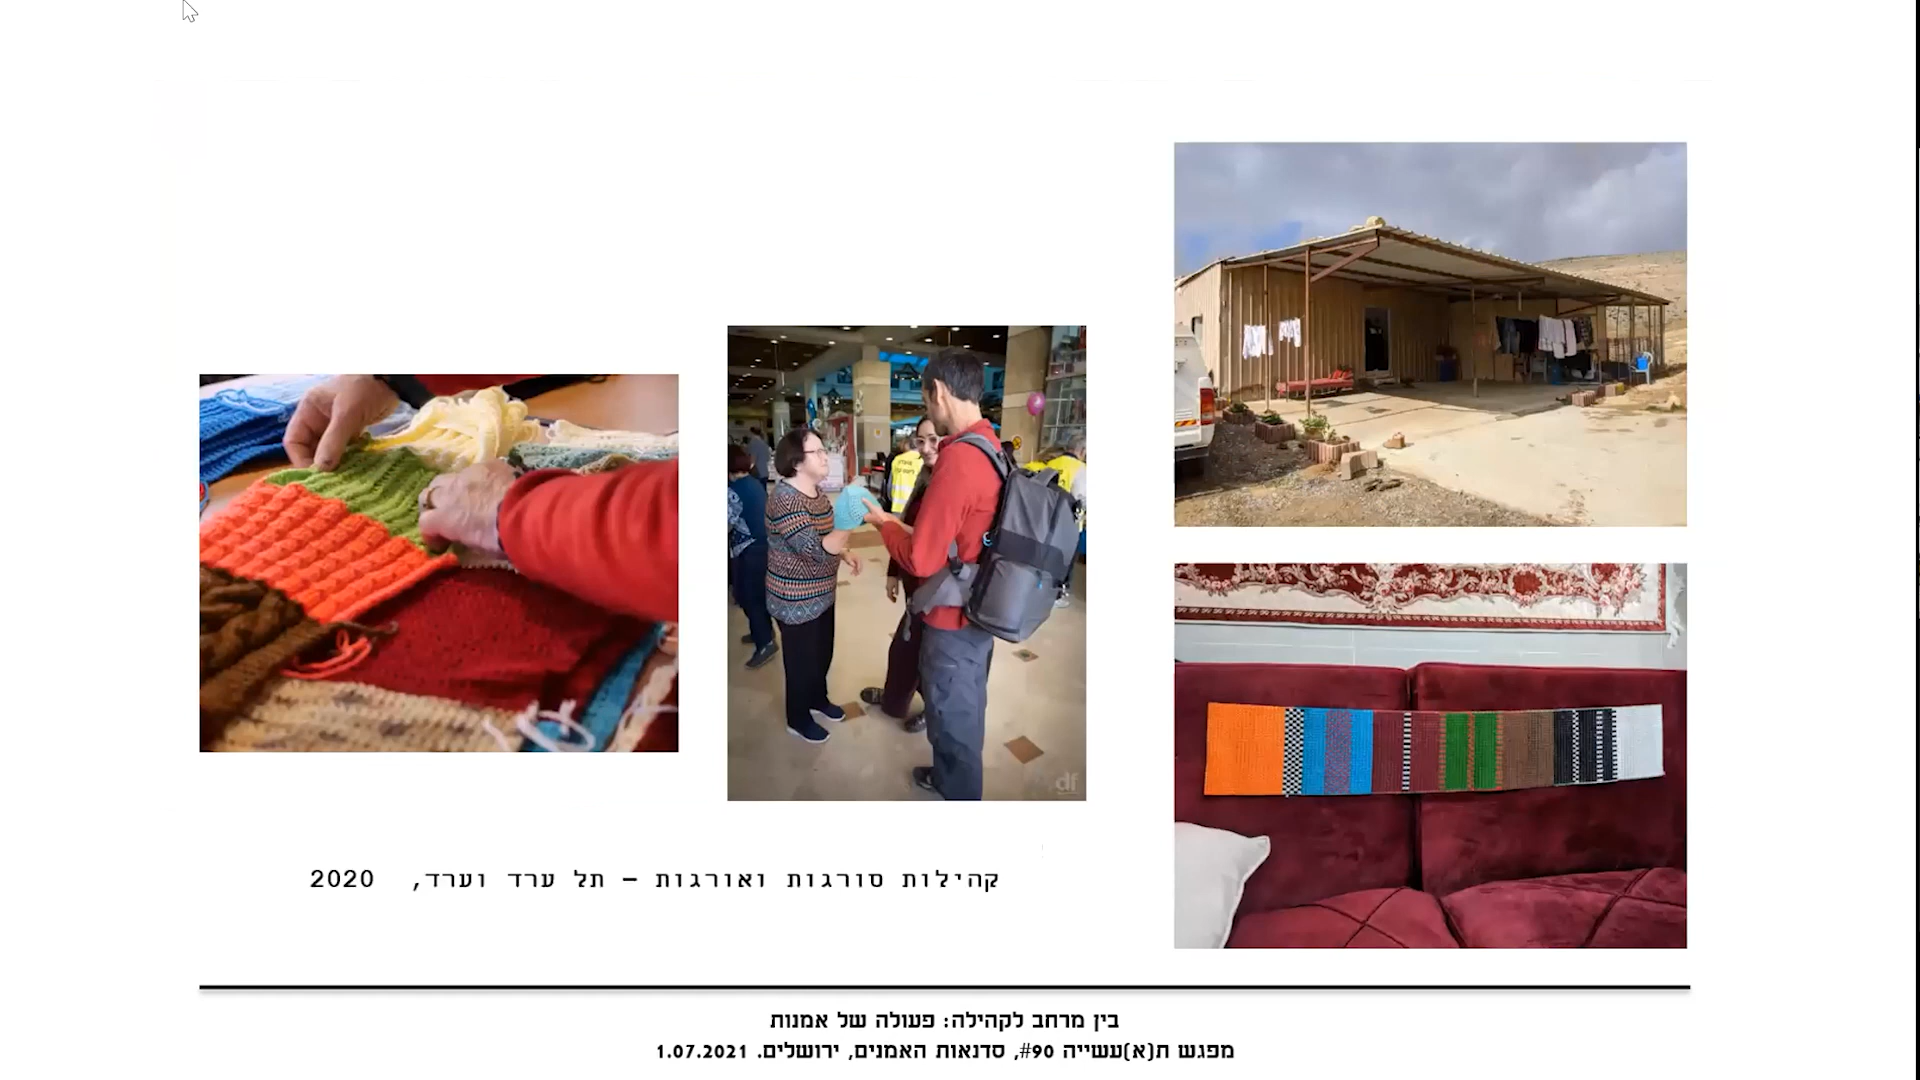 df
קהילות סורגות ואורגות – תל ערד וערד, 2020
בין מרחב לקהילה: פעולה של אמנות
מפגש ת(א)עשייה #90, סדנאות האמנים, ירושלים. 1.07.2021